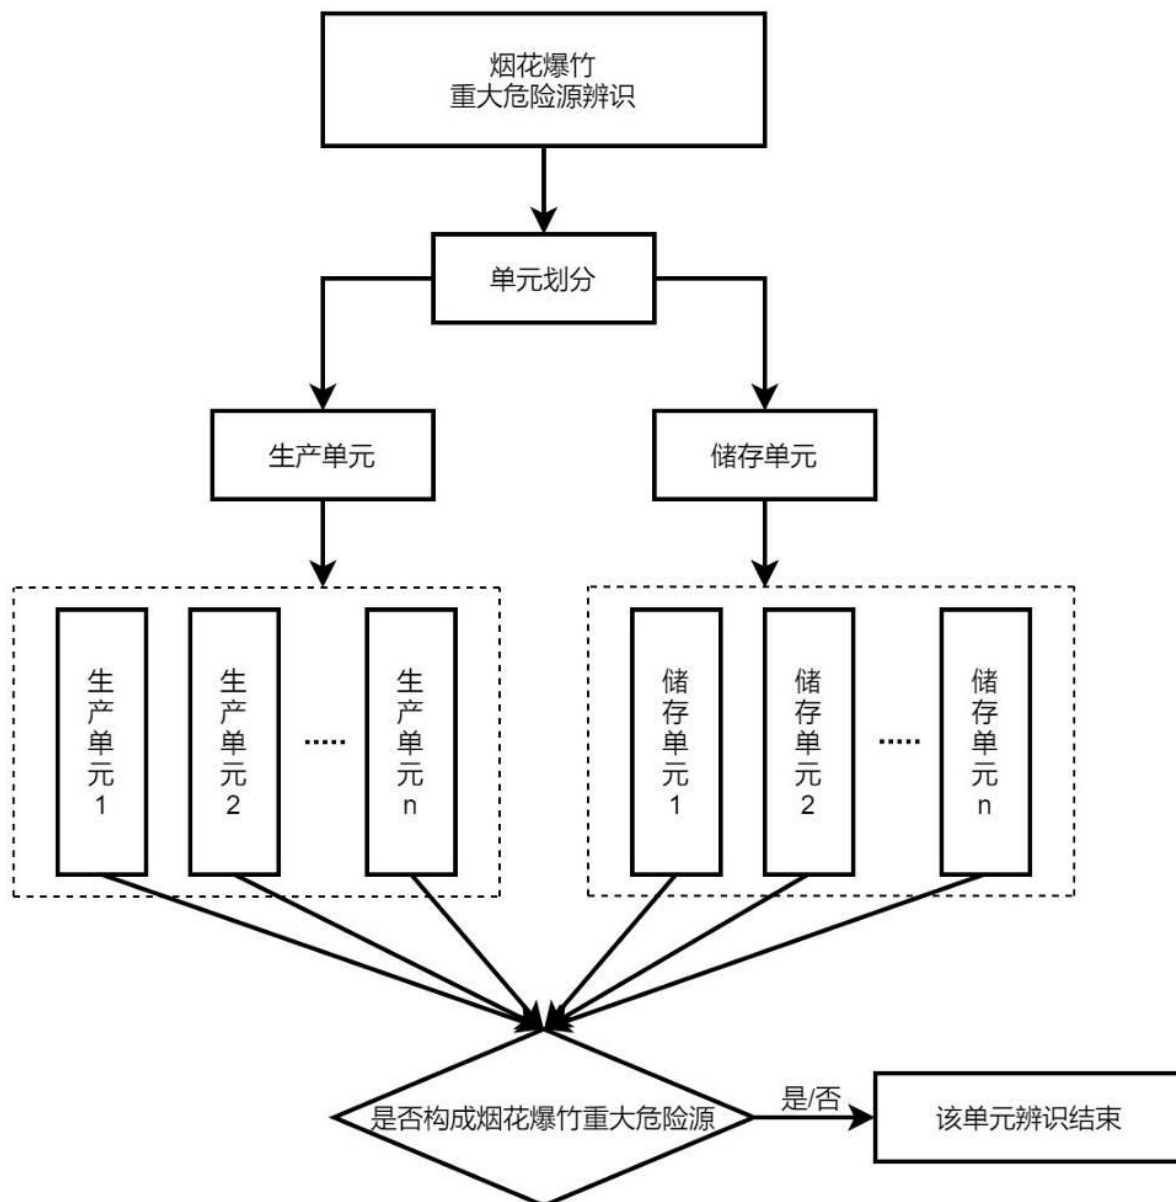 烟花爆竹
重大危险源辨识
单元划分
生产单元
储存单元
生产单元1
生产单元2
......
生产单元n
储存单元1
储存单元2
......
储存单元n
是否构成烟花爆竹重大危险源
是/否
该单元辨识结束